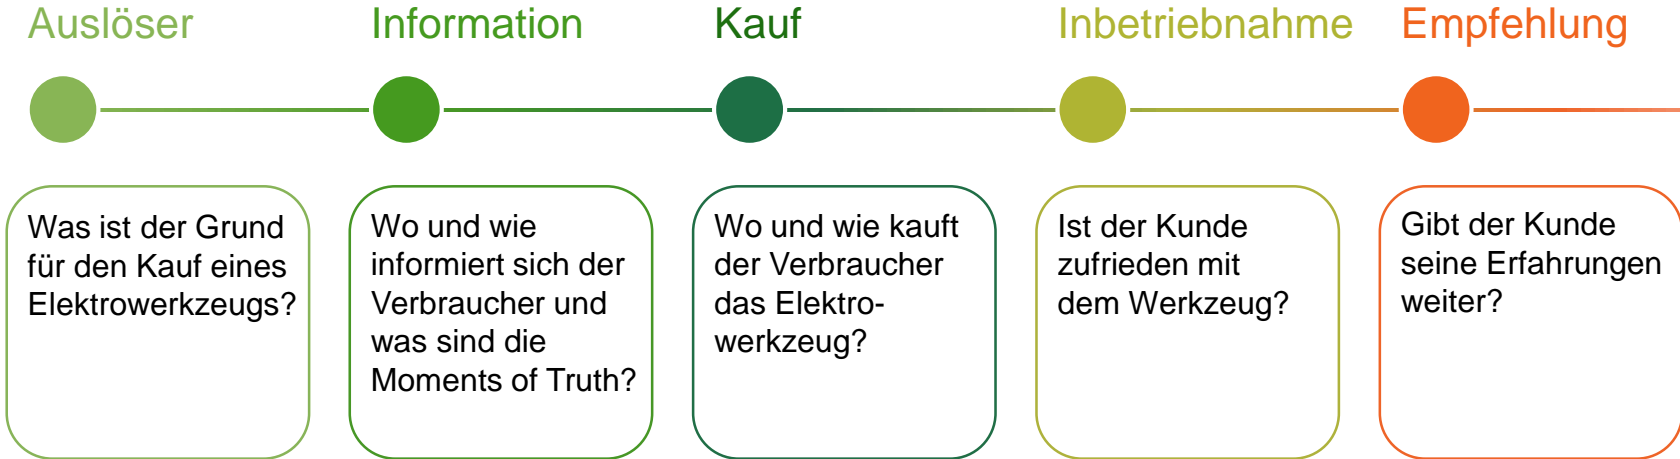 Auslöser
Information
Kauf
Inbetriebnahme
Empfehlung
Was ist der Grund
für den Kauf eines
Elektrowerkzeugs?
Wo und wie
informiert sich der
Verbraucher und
was sind die
Moments of Truth?
Wo und wie kauft
der Verbraucher
das Elektro-
werkzeug?
Ist der Kunde
zufrieden mit
dem Werkzeug?
Gibt der Kunde
seine Erfahrungen
weiter?